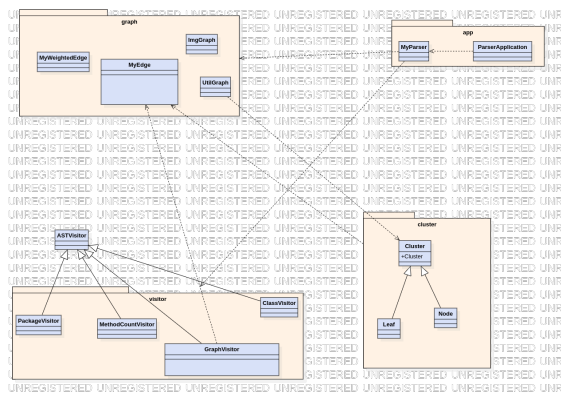 graph
ImgGraph
MyWeightedEdge
MyEdge
UtilGraph
app
MyParser
ParserApplication
cluster
Cluster
+Cluster
Leaf
Node
ASTVisitor
visitor
ClassVisitor
PackageVisitor
MethodCountVisitor
GraphVisitor
UNREGISTERED UNREGISTERED UNREGISTERED UNREGISTERED UNREGISTERED UNREGISTERED